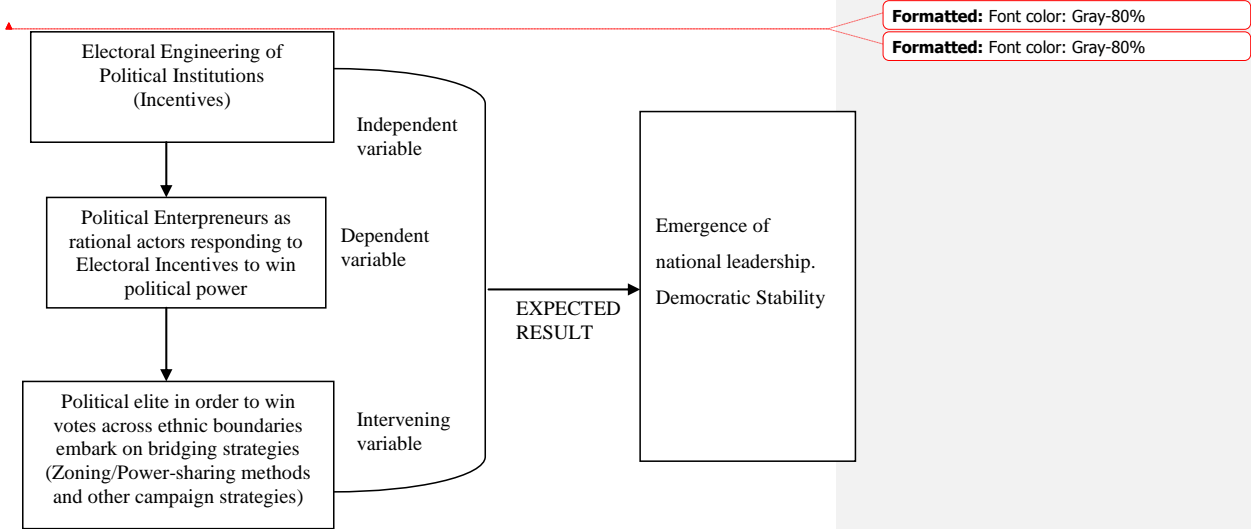 Formatted: Font color: Gray-80%
Formatted: Font color: Gray-80%
Electoral Engineering of
Political Institutions
(Incentives)
Independent
variable
Political Enterpreneurs as
rational actors responding to
Electoral Incentives to win
political power
Dependent
variable
Political elite in order to win
votes across ethnic boundaries
embark on bridging strategies
(Zoning/Power-sharing methods
and other campaign strategies)
Intervening
variable
EXPECTED
RESULT
Emergence of
national leadership.
Democratic Stability